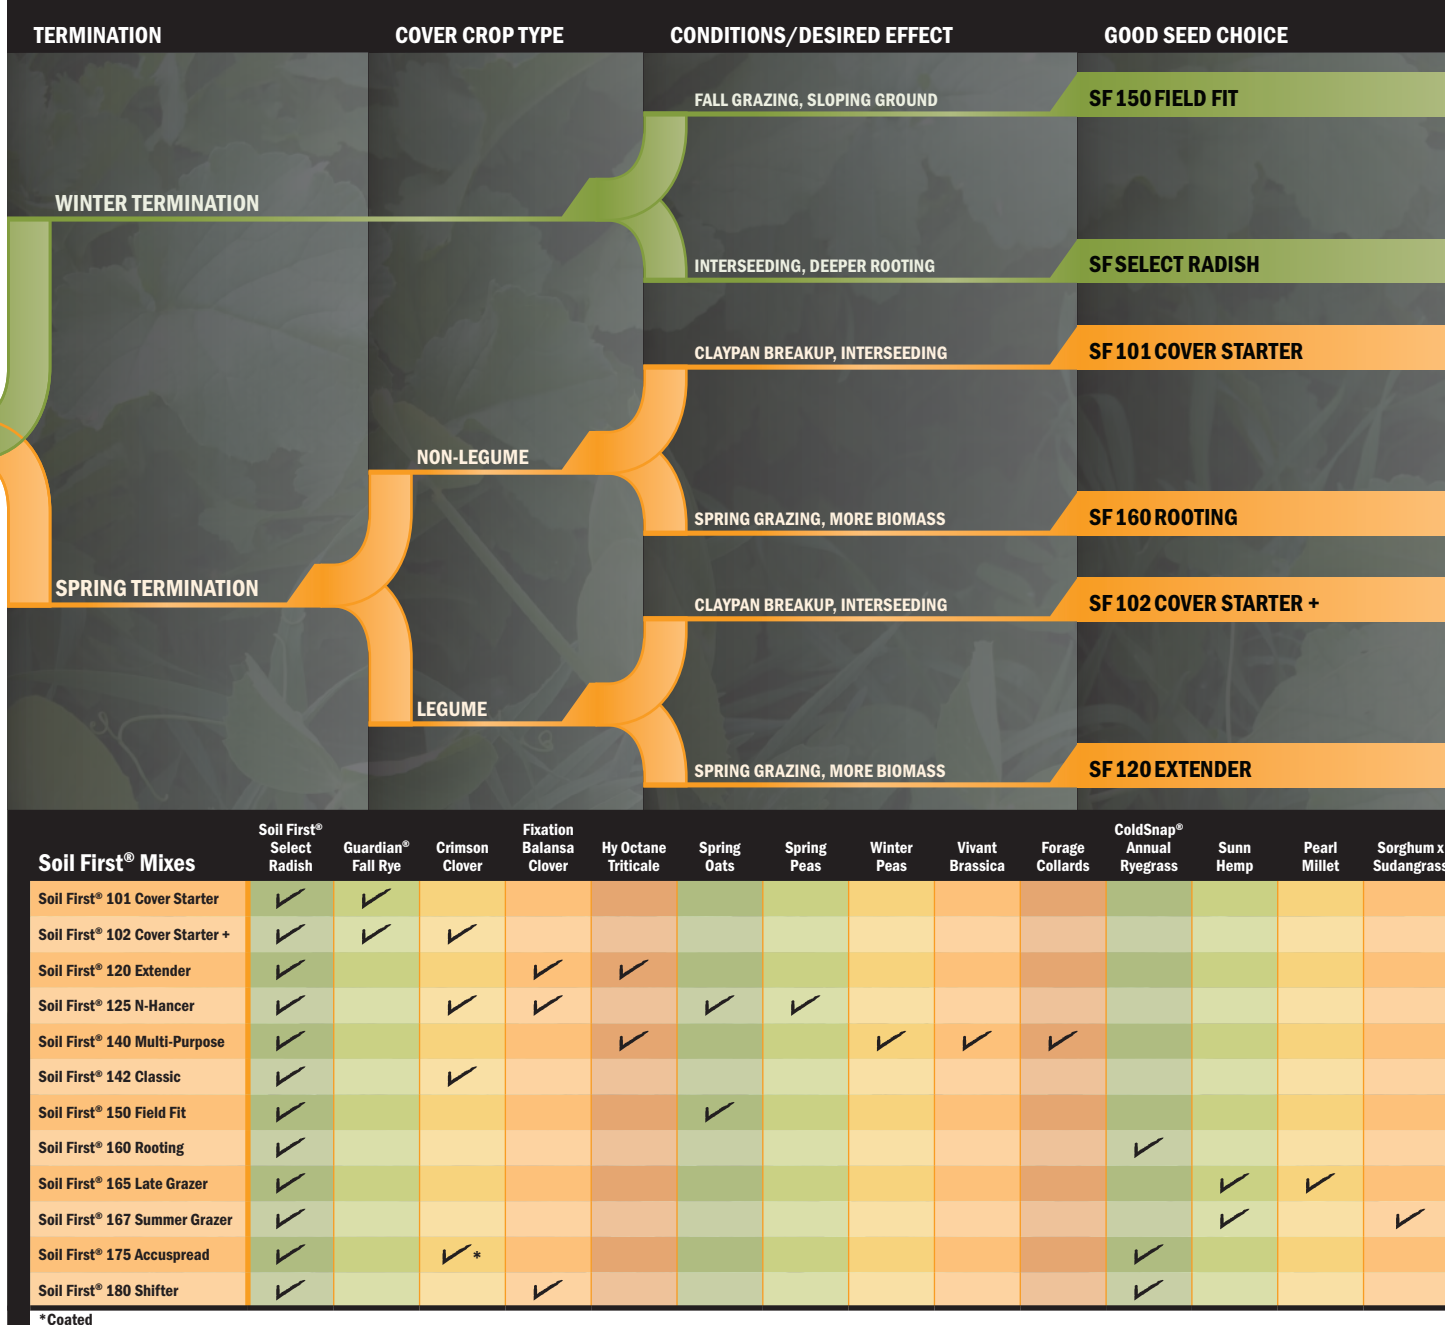 TERMINATION COVER CROP TYPE CONDITIONS/DESIRED EFFECT GOOD SEED CHOICE
FALL GRAZING, SLOPING GROUND SF 150 FIELD FIT
WINTER TERMINATION
INTERSEEDING, DEEPER ROOTING SF SELECT RADISH
CLAYPAN BREAKUP, INTERSEEDING SF 101 COVER STARTER
NON-LEGUME
SPRING GRAZING, MORE BIOMASS SF 160 ROOTING
SPRING TERMINATION
CLAYPAN BREAKUP, INTERSEEDING SF 102 COVER STARTER +
LEGUME
SPRING GRAZING, MORE BIOMASS SF 120 EXTENDER
Soil First® Mixes
Soil First®
Select
Radish
Guardian®
Fall Rye
Crimson
Clover
Fixation
Balansa
Clover
Hy Octane
Triticale
Spring
Oats
Spring
Peas
Winter
Peas
Vivant
Brassica
Forage
Collards
ColdSnap®
Annual
Ryegrass
Sunn
Hemp
Pearl
Millet
Sorghum x
Sudangrass
Soil First® 101 Cover Starter
Soil First® 102 Cover Starter +
Soil First® 120 Extender
Soil First® 125 N-Hancer
Soil First® 140 Multi-Purpose
Soil First® 142 Classic
Soil First® 150 Field Fit
Soil First® 160 Rooting
Soil First® 165 Late Grazer
Soil First® 167 Summer Grazer
Soil First® 175 Accuspread *
Soil First® 180 Shifter
*Coated